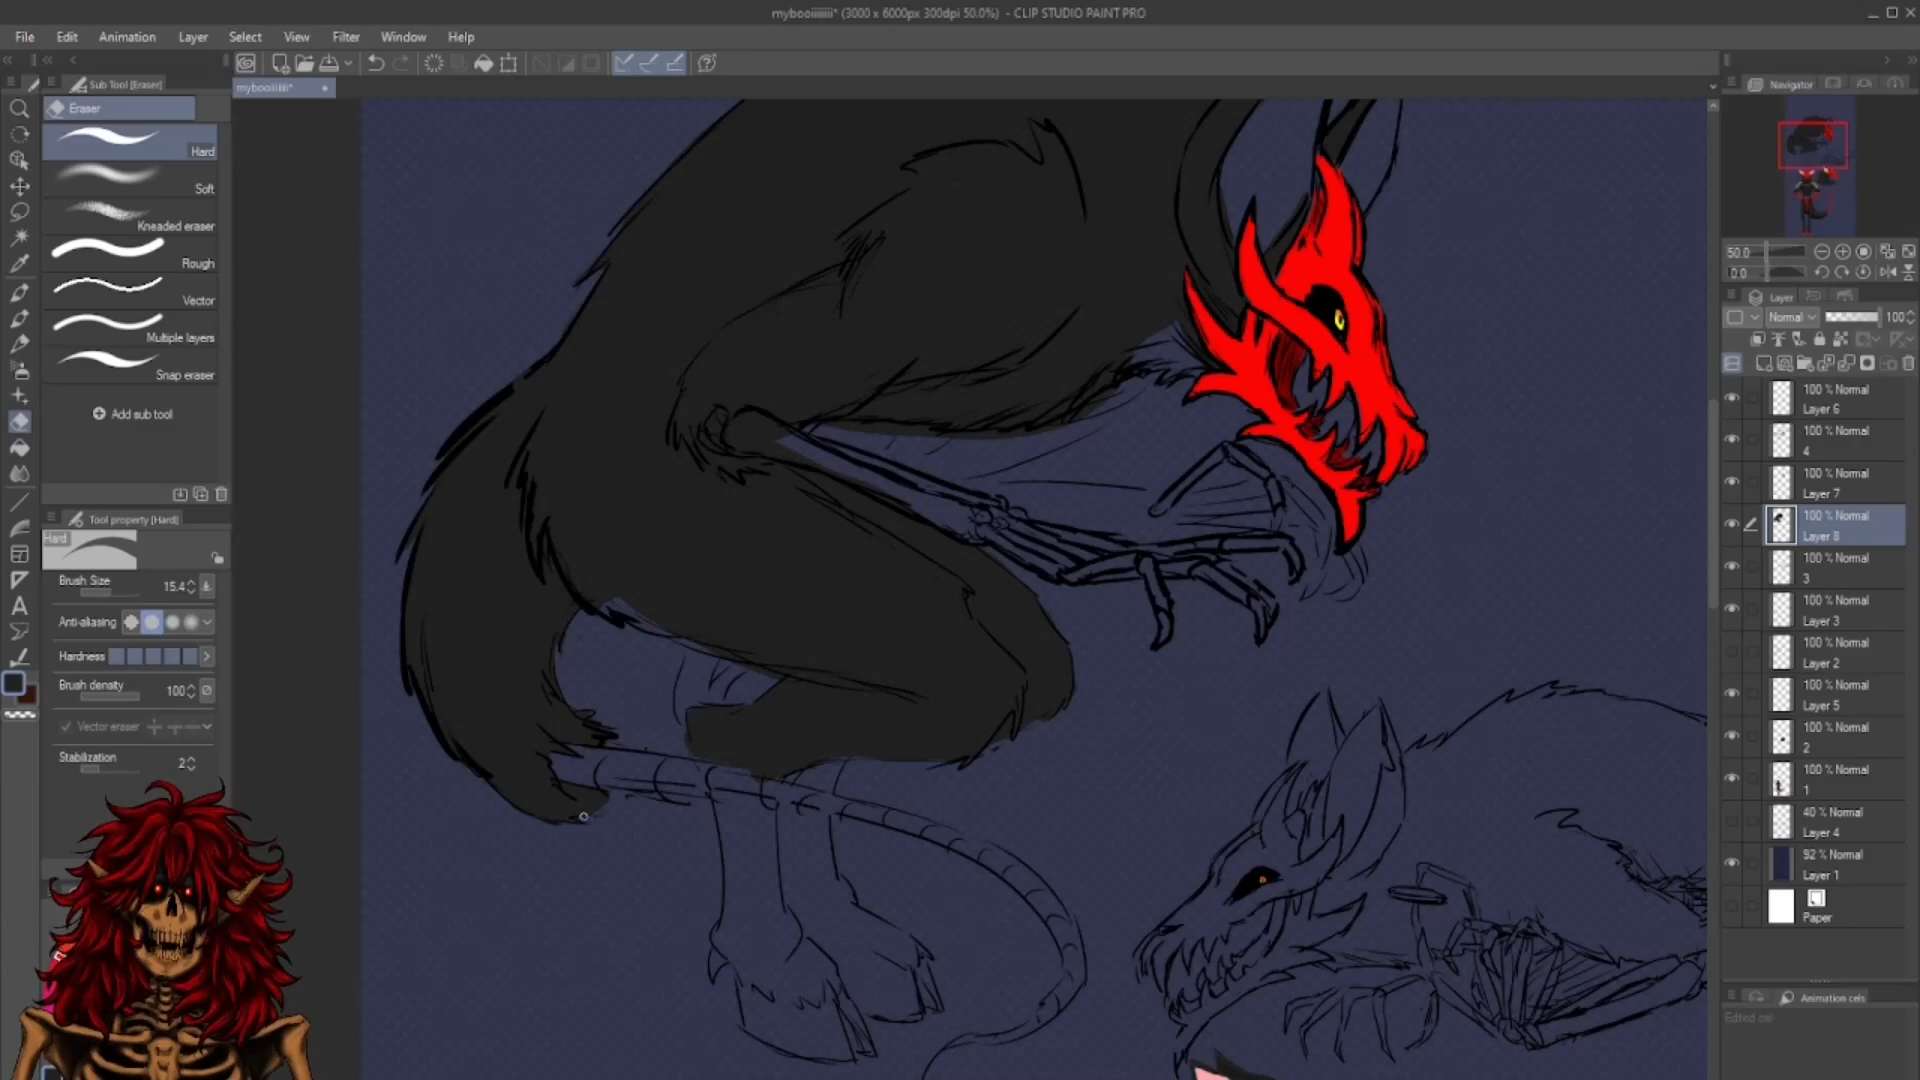 mybooiiiiiii* (3000 x 6000px 300dpi 50.0%) - CLIP STUDIO PAINT PRO
File Edit Animation Layer Select View Filter Window Help
Sub Tool [Eraser]
Eraser
Hard
Soft
Kneaded eraser
Rough
Vector
Multiple layers
Snap eraser
Add sub tool
Tool property [Hard]
Hard
Brush Size 15.4
Anti-aliasing
Hardness
Brush density 100
Vector eraser
Stabilization 2
mybooiiiiiii*
Navigator
50.0
0.0
Layer
Normal 100
100 % Normal
Layer 6
100 % Normal
4
100 % Normal
Layer 7
100 % Normal
Layer 8
100 % Normal
3
100 % Normal
Layer 3
100 % Normal
Layer 2
100 % Normal
Layer 5
100 % Normal
2
100 % Normal
1
40 % Normal
Layer 4
92 % Normal
Layer 1
Paper
Animation cels
Edited cel